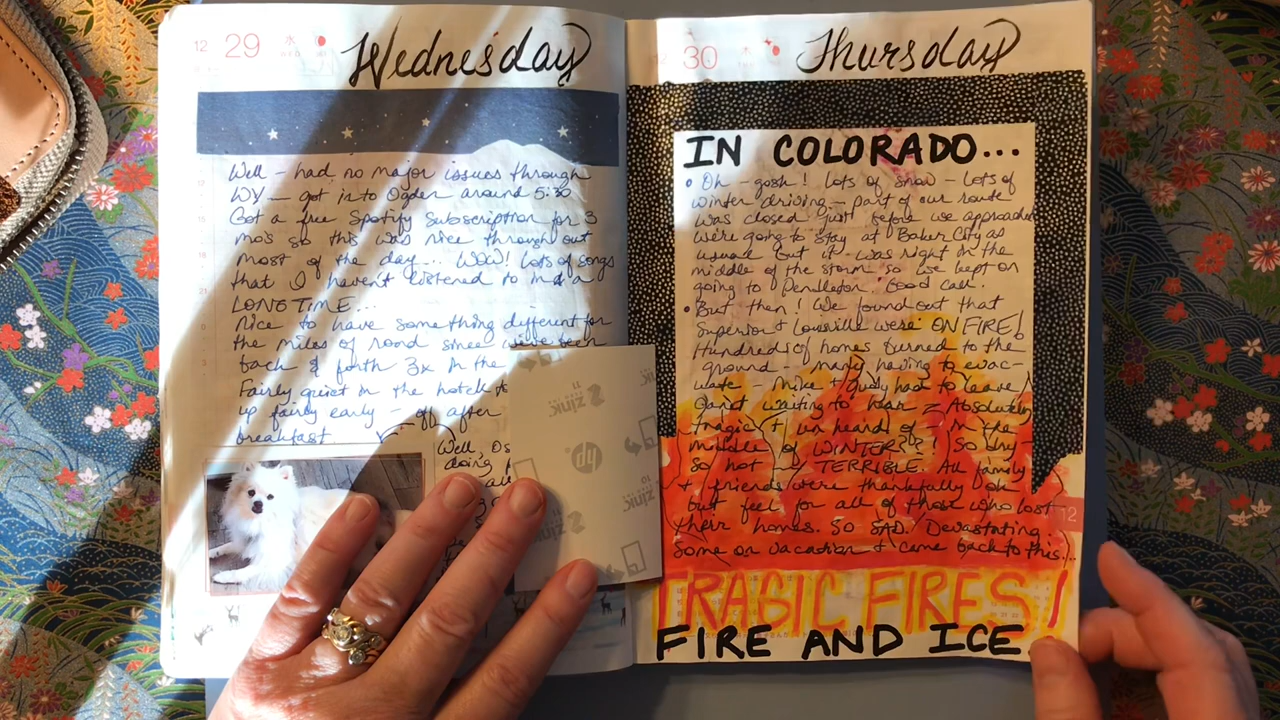 12 29 水 Wednesday
Well - had no major issues through
WY - got into Ogden around 5:30
Got a free Spotify Subscription for 3
mo's so this was nice throughout
most of the day... WOW! Lots of songs
that I haven't listened to in a
LONG TIME...
Nice to have something different for
the miles of road since we've been
back & forth 3x in the
Fairly quiet in the hotel
up fairly early - off after
breakfast
Well, Os
doing
all
hp
zink
zink
30 木 Thursday
IN COLORADO...
• Oh - gosh! Lots of snow - lots of
winter driving - part of our route
was closed just before we approached
We're going to stay at Baker City as
usual but it was right in the
middle of the storm so we kept on
going to Pendleton. Good call.
• But then! We found out that
Superior & Louisville were ON FIRE!
Hundreds of homes burned to the
ground - many having to evac-
uate - Mike & Judy had to leave
waiting to hear - Absolutely
tragic & un heard of - in the
middle of WINTER??! So dry -
so hot - TERRIBLE. All family
+ friends were thankfully ok
but feel for all of those who lost
their homes. So SAD. Devastating
some on vacation & came back to this...
12
TRAGIC FIRES!
FIRE AND ICE